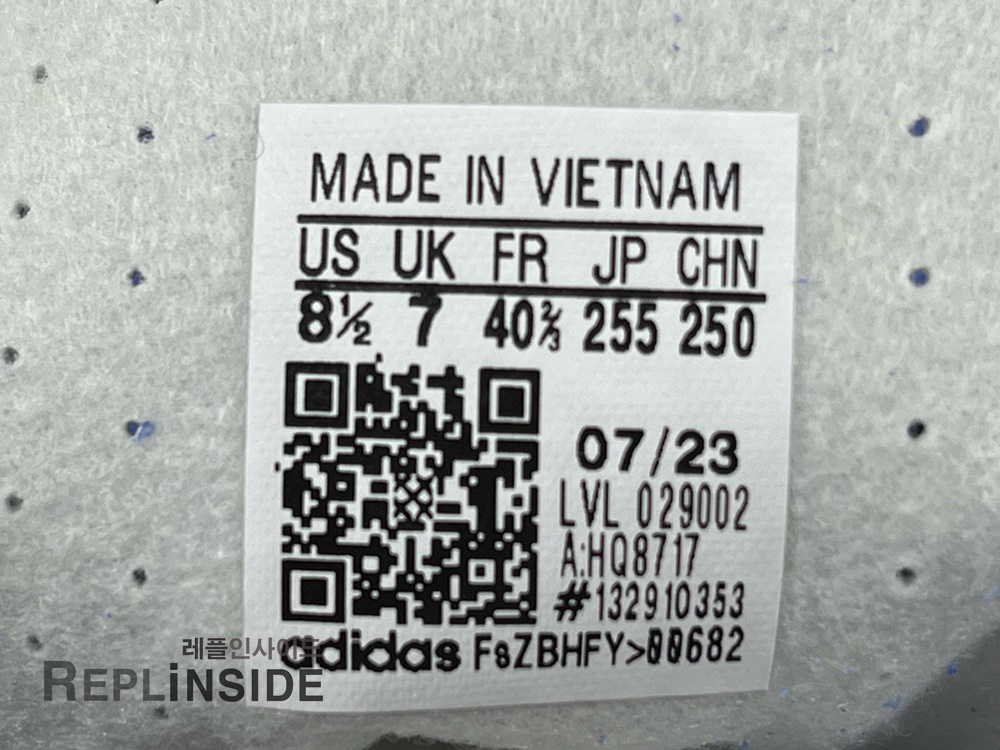 MADE IN VIETNAM
US UK FR JP CHN
8½ 7 40⅔ 255 250
07/23
LVL 029002
A:HQ8717
#132910353
adidas FsZBHFY>00682
레플인사이드
REPLiNSIDE